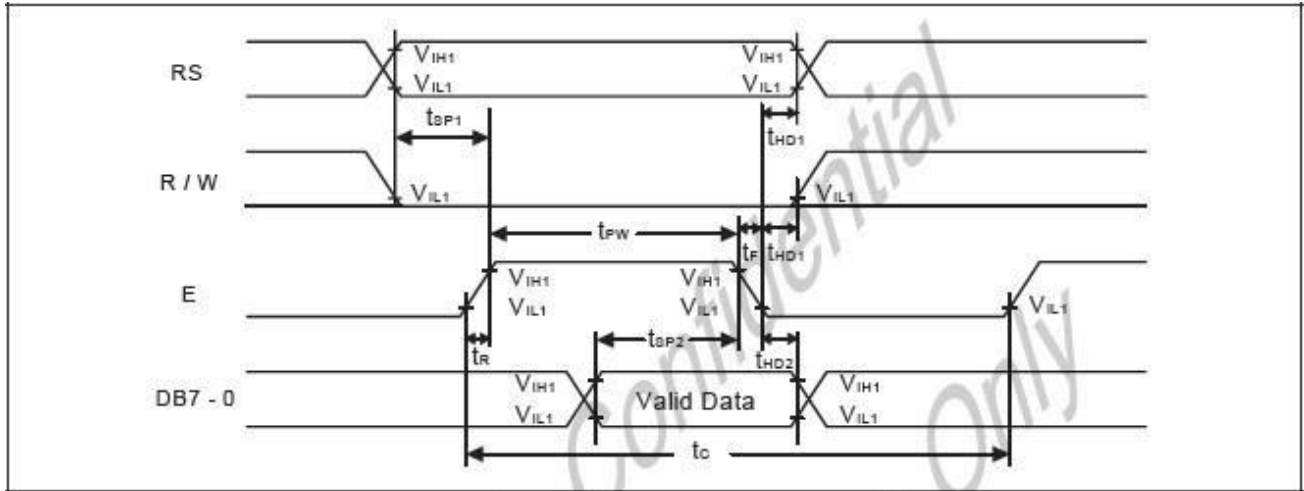 RS
VIH1
VIH1
VIL1
VIL1
tSP1
tHD1
R / W
VIL1
VIL1
tPW
tF
tHD1
E
VIH1
VIH1
VIL1
VIL1
VIL1
tR
tSP2
tHD2
DB7 - 0
VIH1
VIH1
VIL1
Valid Data
VIL1
tC
Confidential
Only